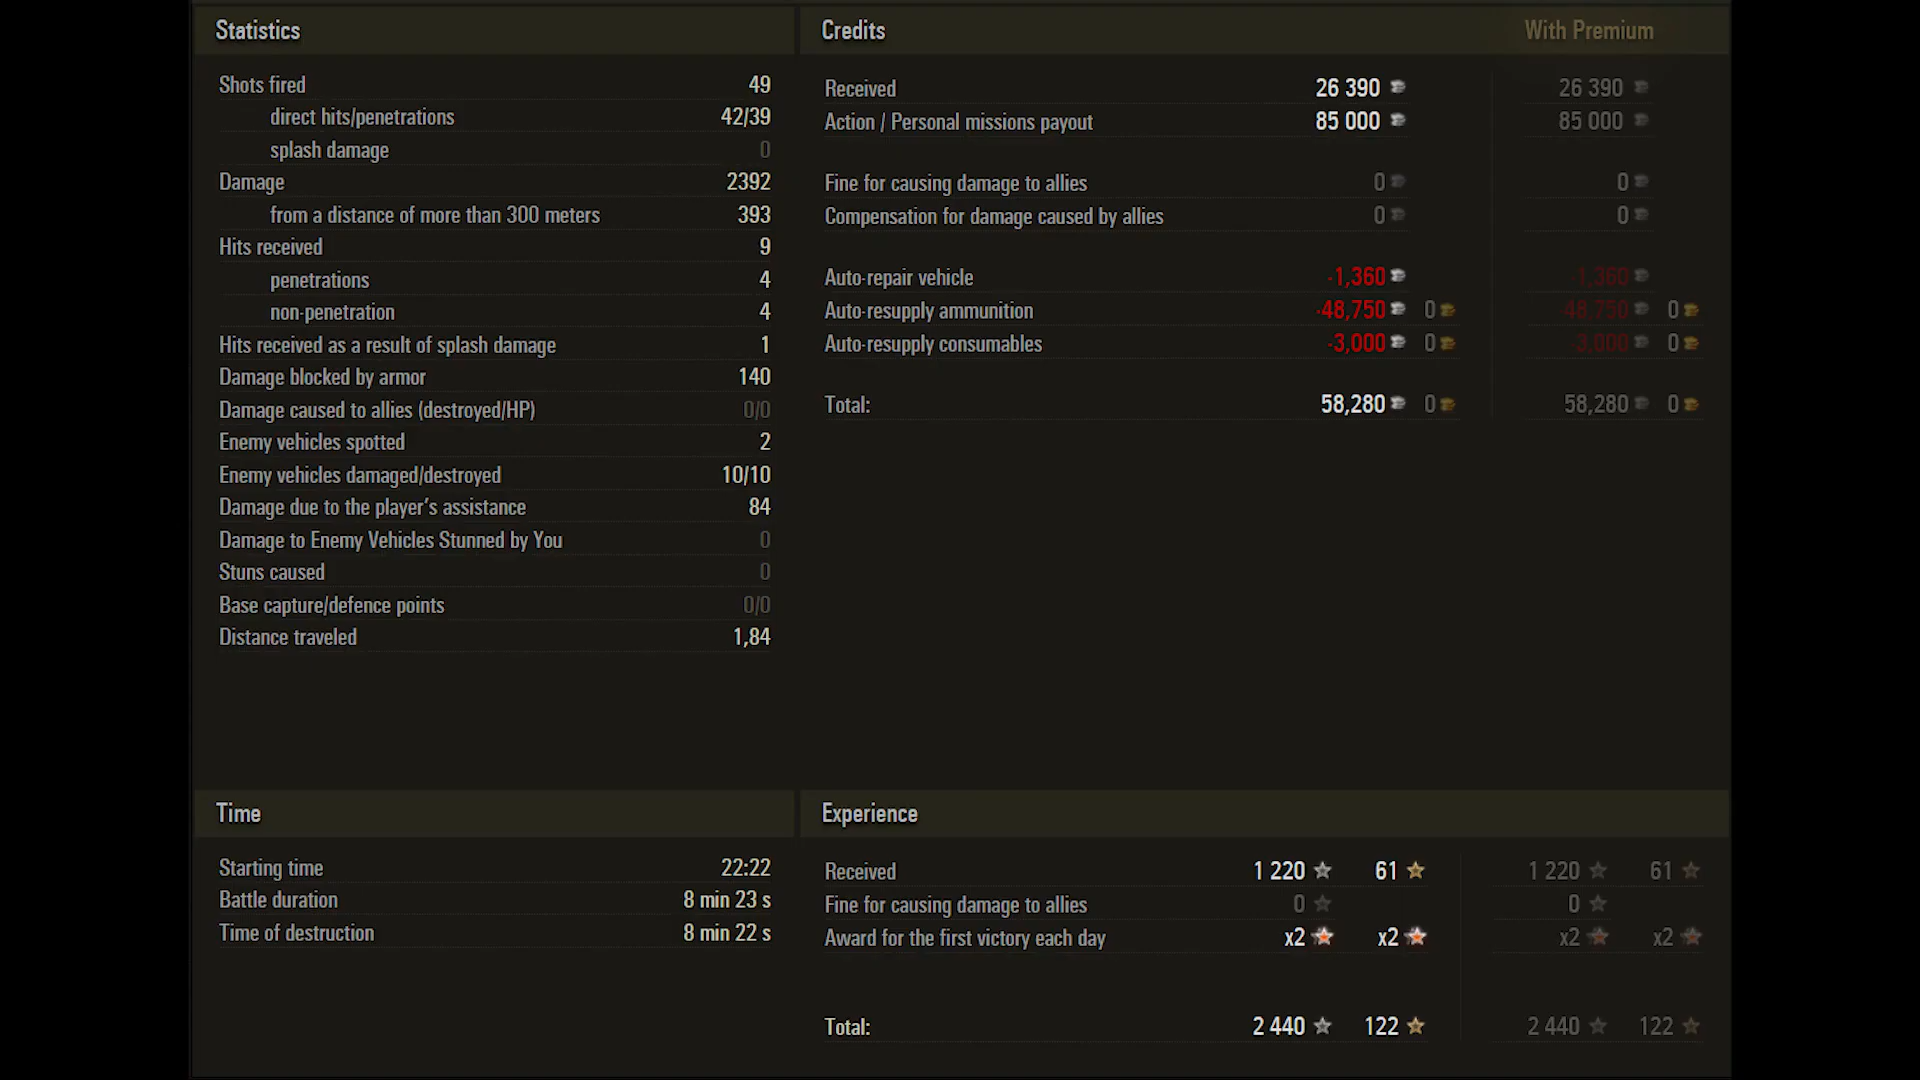 Statistics
Shots fired 49
direct hits/penetrations 42/39
splash damage 0
Damage 2392
from a distance of more than 300 meters 393
Hits received 9
penetrations 4
non-penetration 4
Hits received as a result of splash damage 1
Damage blocked by armor 140
Damage caused to allies (destroyed/HP) 0/0
Enemy vehicles spotted 2
Enemy vehicles damaged/destroyed 10/10
Damage due to the player's assistance 84
Damage to Enemy Vehicles Stunned by You 0
Stuns caused 0
Base capture/defence points 0/0
Distance traveled 1,84
Credits With Premium
Received 26 390 26 390
Action / Personal missions payout 85 000 85 000
Fine for causing damage to allies 0 0
Compensation for damage caused by allies 0 0
Auto-repair vehicle -1,360 -1,360
Auto-resupply ammunition -48,750 0 -48,750 0
Auto-resupply consumables -3,000 0 -3,000 0
Total: 58,280 0 58,280 0
Time
Starting time 22:22
Battle duration 8 min 23 s
Time of destruction 8 min 22 s
Experience
Received 1 220 61 1 220 61
Fine for causing damage to allies 0 0
Award for the first victory each day x2 x2 x2 x2
Total: 2 440 122 2 440 122